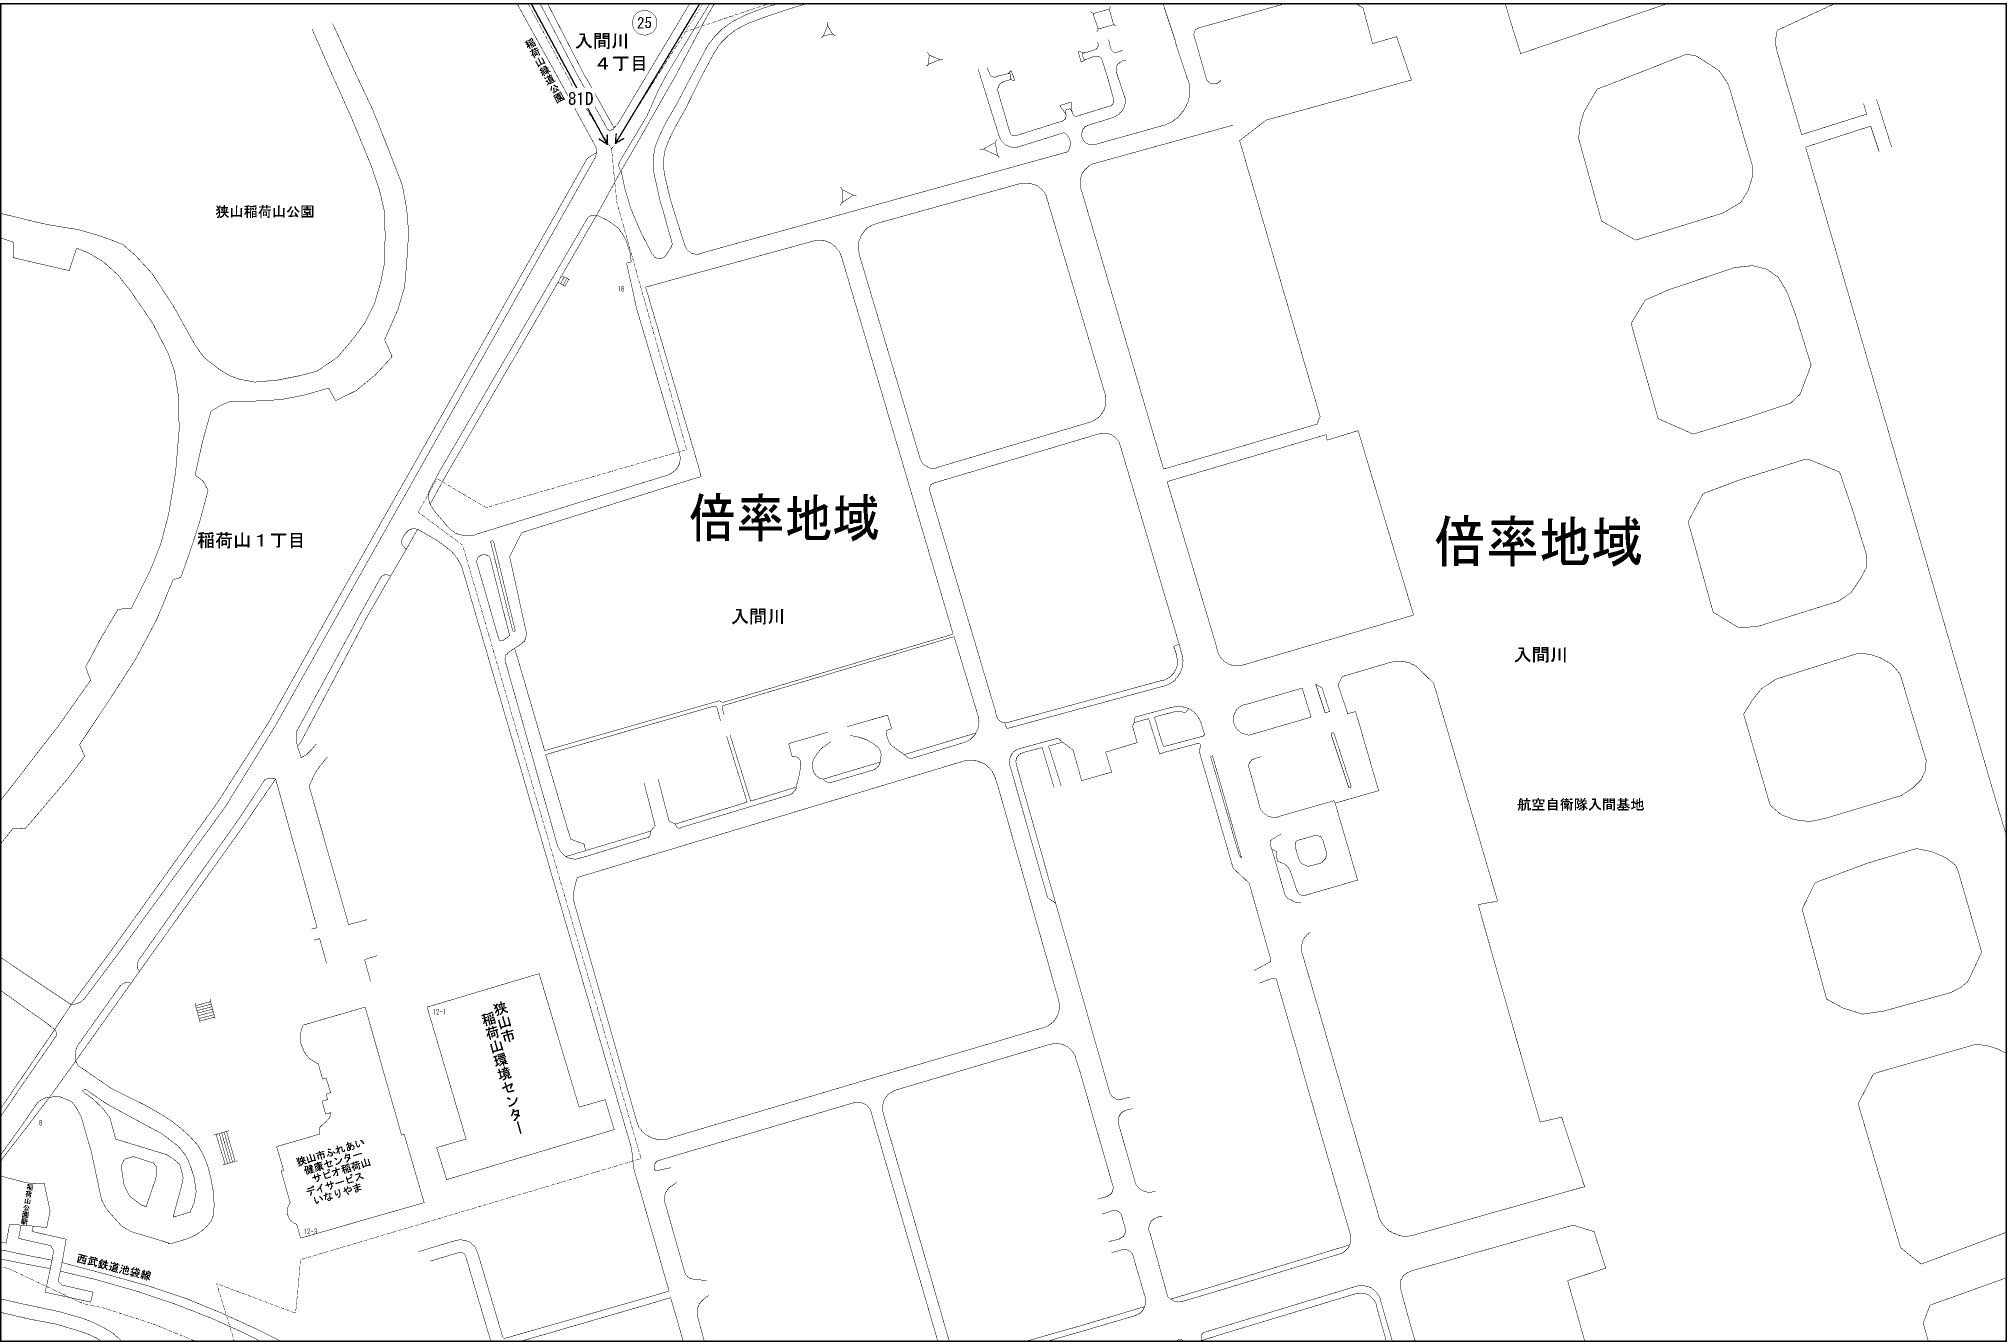 25
入間川
4丁目
稲荷山緑道公園
81D
狭山稲荷山公園
16
倍率地域
倍率地域
稲荷山1丁目
入間川
入間川
航空自衛隊入間基地
12-1
狭山市
稲荷山環境センター
8
狭山市ふれあい
健康センター
サピオ稲荷山
デイサービス
いなりやま
12-2
稲荷山公園駅
西武鉄道池袋線